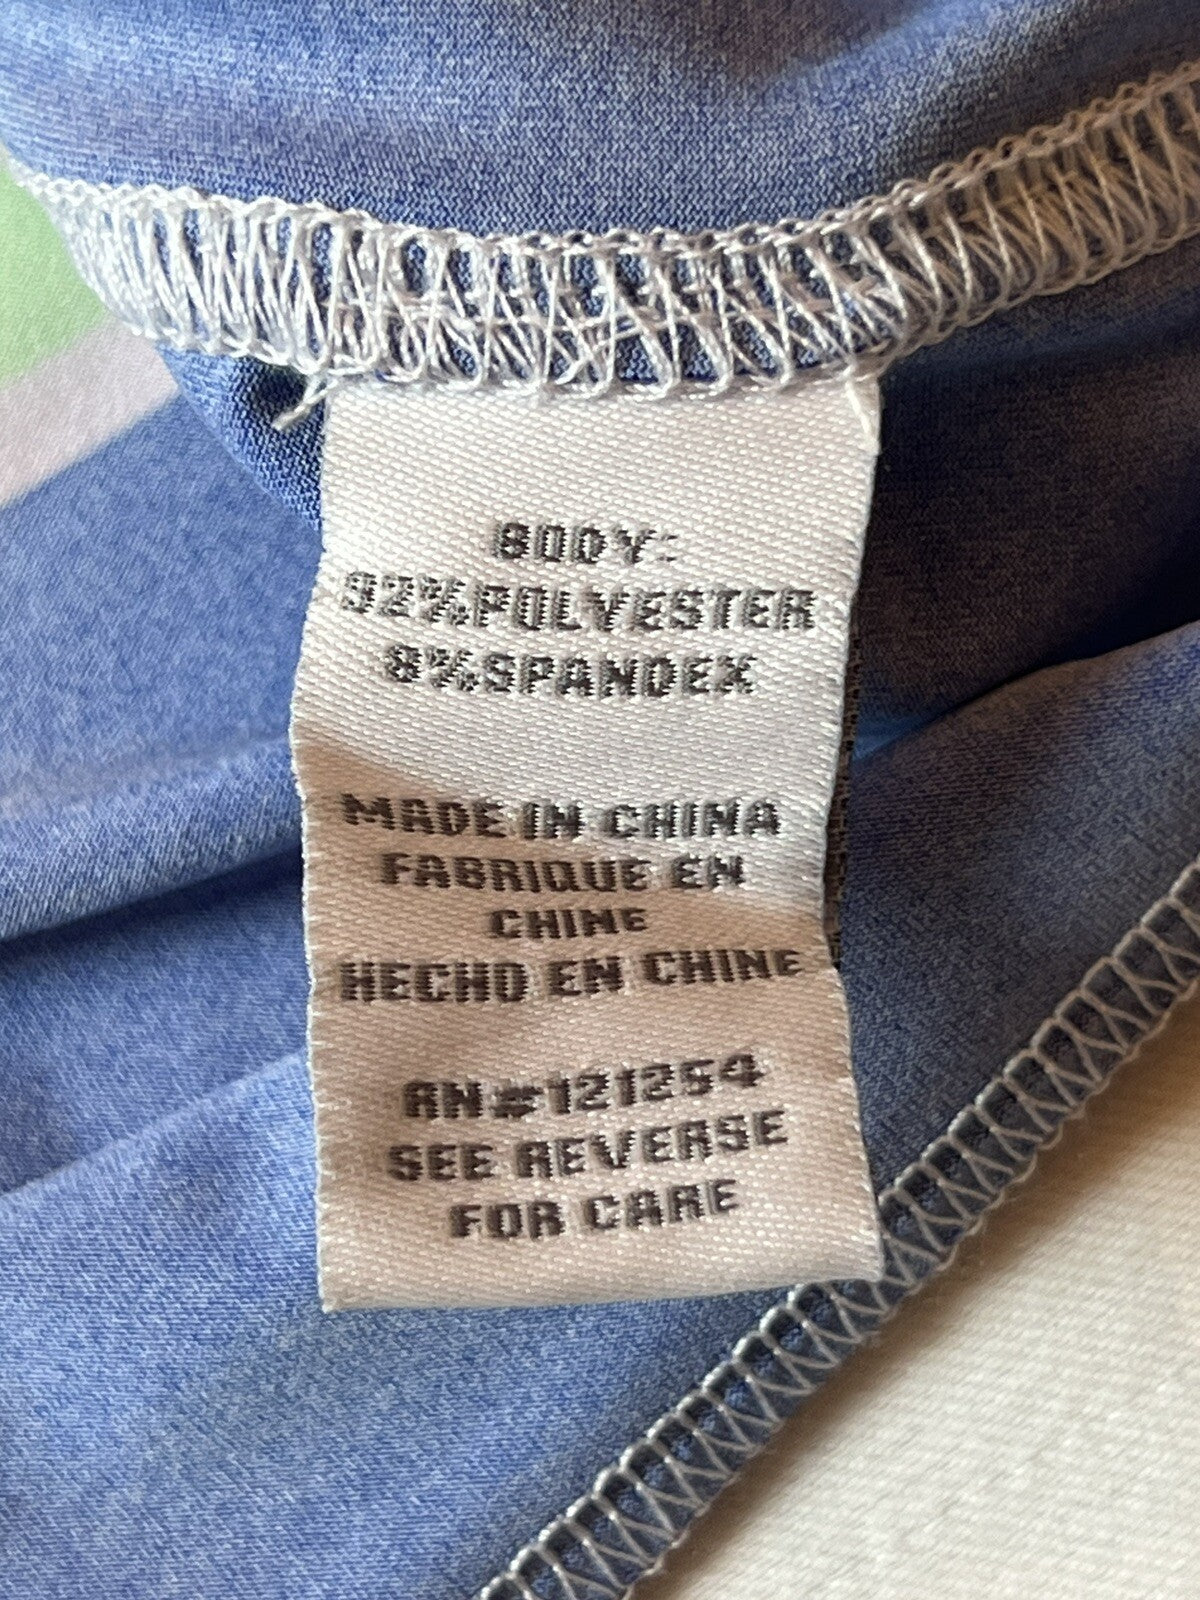 BODY:
92%POLYESTER
8%SPANDEX
MADE IN CHINA
FABRIQUE EN
CHINE
HECHO EN CHINE
RN#121254
SEE REVERSE
FOR CARE